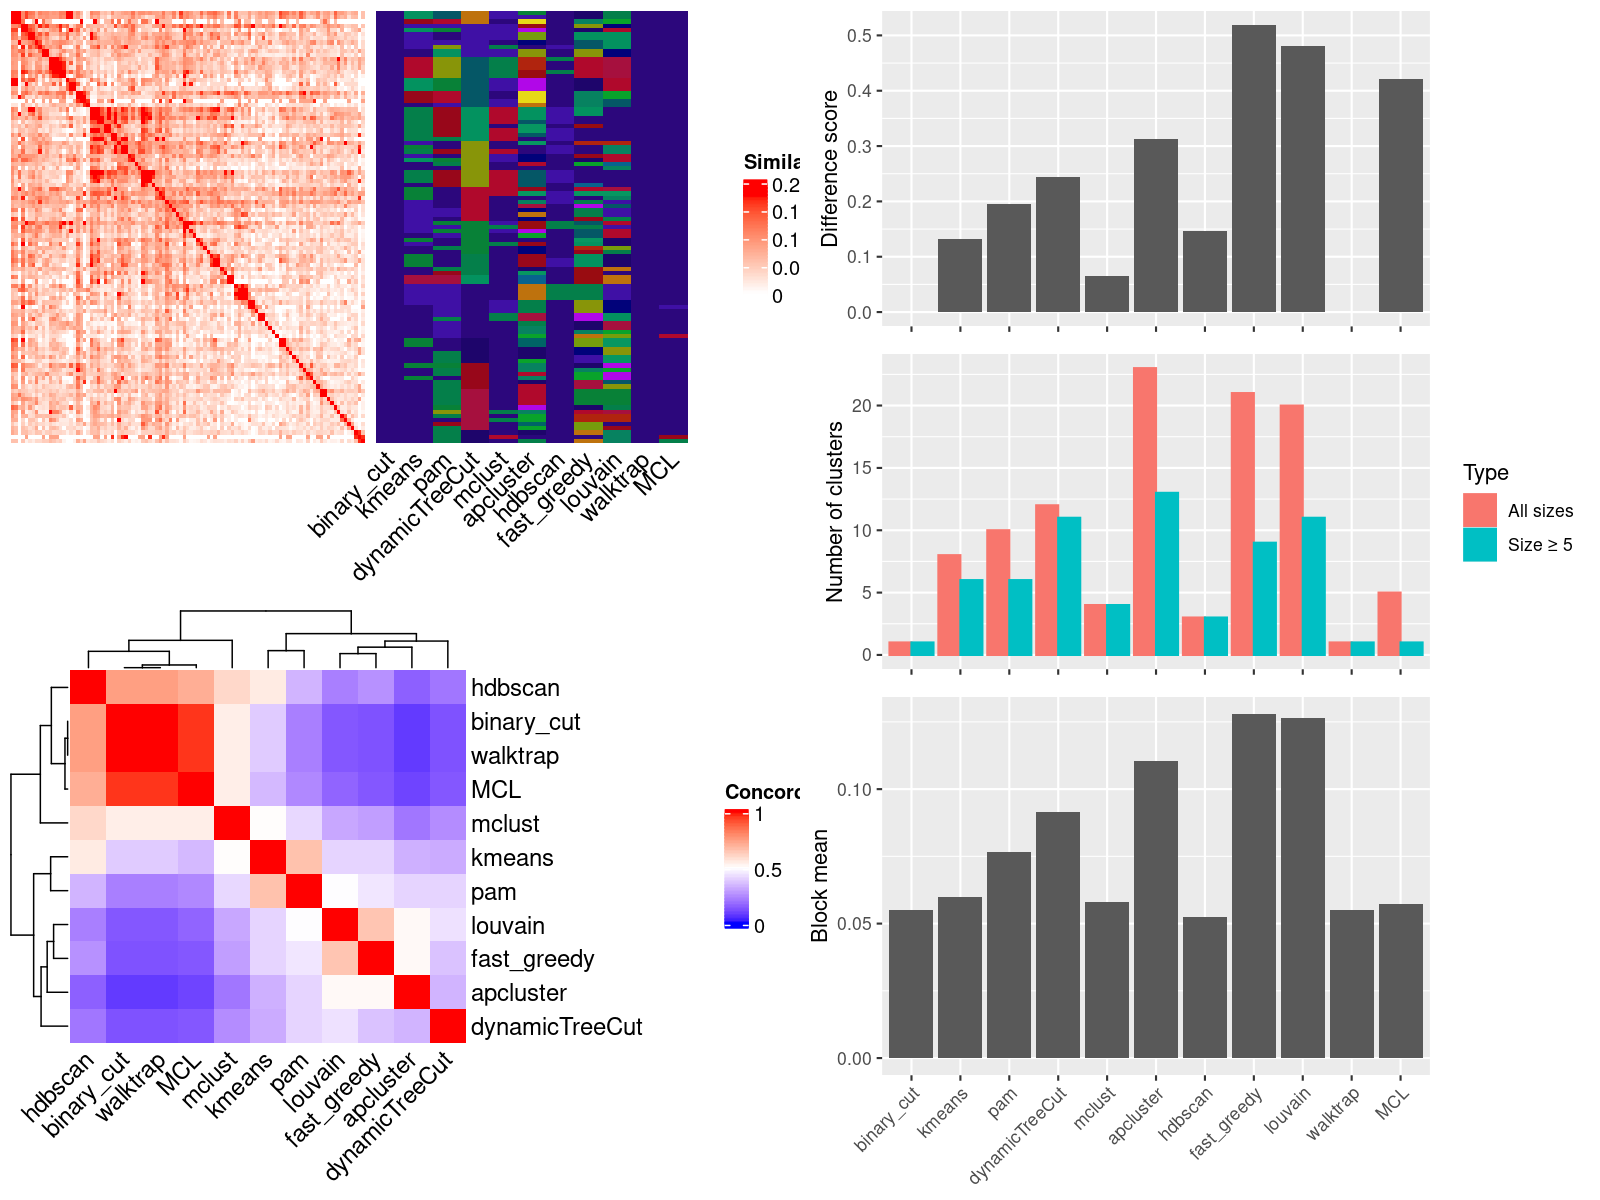 Simila
0.2
0.1
0.1
0.0
0
binary_cut
kmeans
pam
dynamicTreeCut
mclust
apcluster
hdbscan
fast_greedy
louvain
walktrap
MCL
hdbscan
binary_cut
walktrap
MCL
mclust
kmeans
pam
louvain
fast_greedy
apcluster
dynamicTreeCut
hdbscan
binary_cut
walktrap
MCL
mclust
kmeans
pam
louvain
fast_greedy
apcluster
dynamicTreeCut
Concord
1
0.5
0
Difference score
0.5
0.4
0.3
0.2
0.1
0.0
Number of clusters
20
15
10
5
0
Type
All sizes
Size ≥ 5
Block mean
0.10
0.05
0.00
binary_cut
kmeans
pam
dynamicTreeCut
mclust
apcluster
hdbscan
fast_greedy
louvain
walktrap
MCL